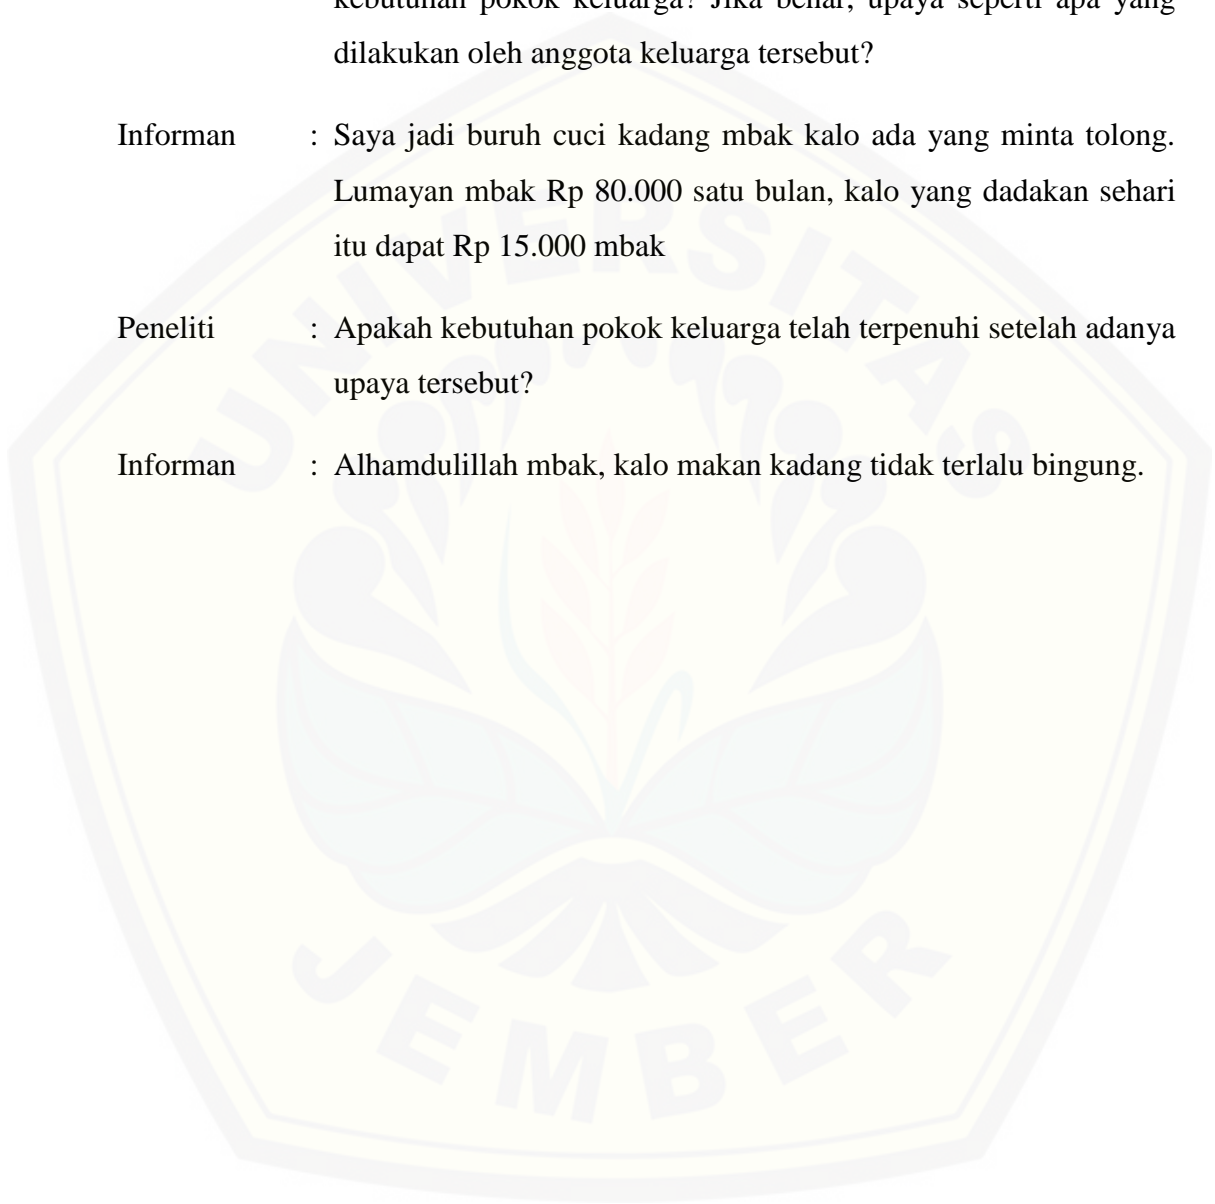 kebutuhan pokok keluarga? Jika benar, upaya seperti apa yang
dilakukan oleh anggota keluarga tersebut?
Informan : Saya jadi buruh cuci kadang mbak kalo ada yang minta tolong.
Lumayan mbak Rp 80.000 satu bulan, kalo yang dadakan sehari
itu dapat Rp 15.000 mbak
Peneliti : Apakah kebutuhan pokok keluarga telah terpenuhi setelah adanya
upaya tersebut?
Informan : Alhamdulillah mbak, kalo makan kadang tidak terlalu bingung.
UNIVERSITAS
JEMBER